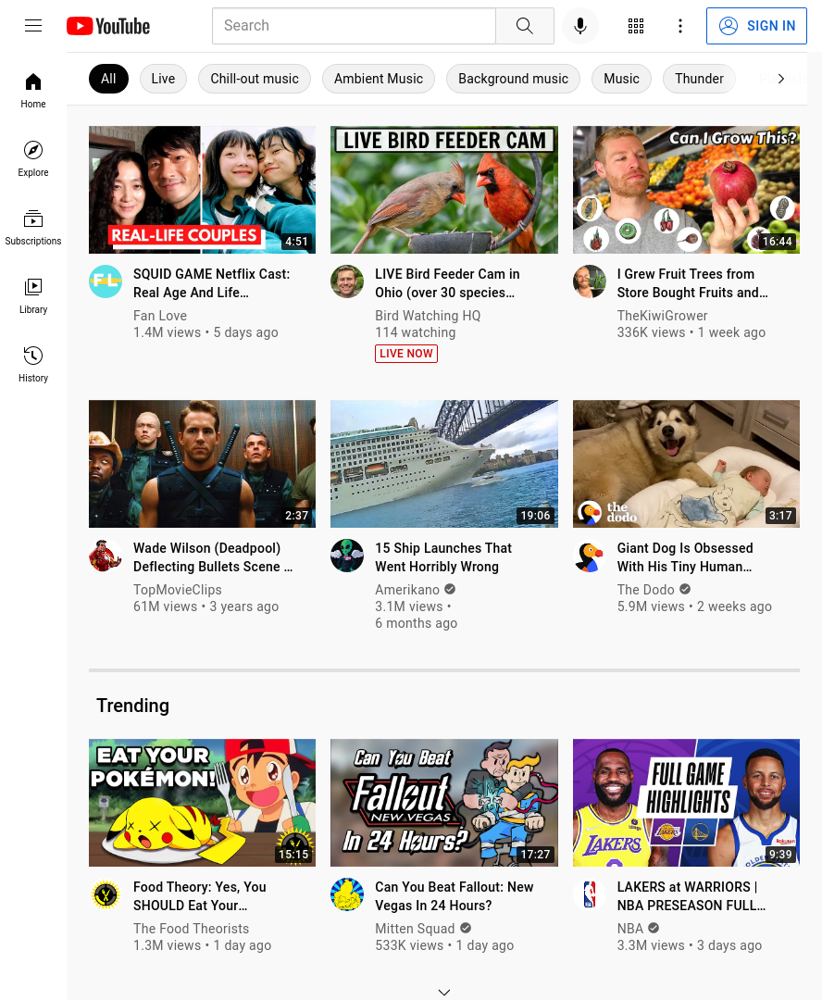 YouTube
Search
SIGN IN
Home
Explore
Subscriptions
Library
History
All
Live
Chill-out music
Ambient Music
Background music
Music
Thunder
REAL-LIFE COUPLES
4:51
LIVE BIRD FEEDER CAM
Can I Grow This?
16:44
FL
SQUID GAME Netflix Cast:
Real Age And Life…
Fan Love
1.4M views • 5 days ago
LIVE Bird Feeder Cam in
Ohio (over 30 species…
Bird Watching HQ
114 watching
LIVE NOW
I Grew Fruit Trees from
Store Bought Fruits and…
TheKiwiGrower
336K views • 1 week ago
2:37
19:06
the
dodo
3:17
Wade Wilson (Deadpool)
Deflecting Bullets Scene …
TopMovieClips
61M views • 3 years ago
15 Ship Launches That
Went Horribly Wrong
Amerikano
3.1M views •
6 months ago
Giant Dog Is Obsessed
With His Tiny Human…
The Dodo
5.9M views • 2 weeks ago
Trending
EAT YOUR
POKÉMON!
15:15
Can You Beat
Fallout
NEW VEGAS
In 24 Hours?
17:27
FULL GAME
HIGHLIGHTS
LAKERS
Rakuten
9:39
Food Theory: Yes, You
SHOULD Eat Your…
The Food Theorists
1.3M views • 1 day ago
Can You Beat Fallout: New
Vegas In 24 Hours?
Mitten Squad
533K views • 1 day ago
LAKERS at WARRIORS |
NBA PRESEASON FULL…
NBA
3.3M views • 3 days ago